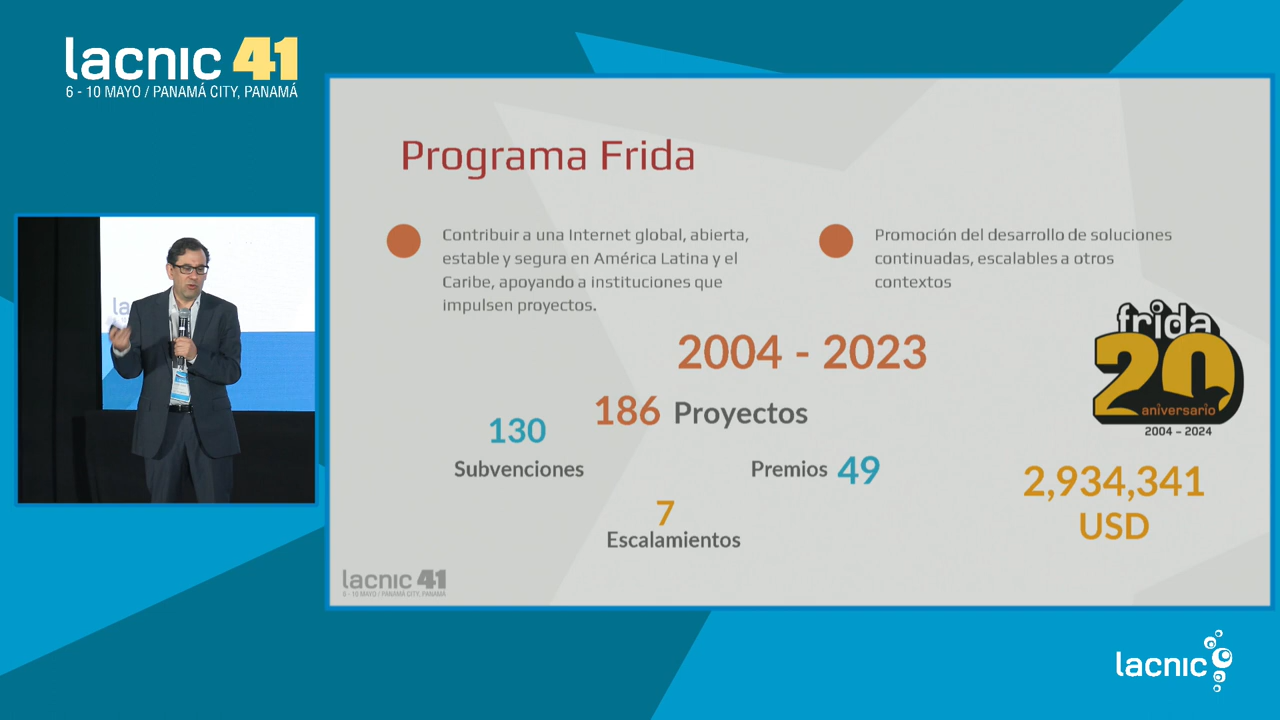 lacnic 41
6 - 10 MAYO / PANAMÁ CITY, PANAMÁ
Programa Frida
Contribuir a una Internet global, abierta,
estable y segura en América Latina y el
Caribe, apoyando a instituciones que
impulsen proyectos.
Promoción del desarrollo de soluciones
continuadas, escalables a otros
contextos
2004 - 2023
186 Proyectos
130
Subvenciones
Premios 49
7
Escalamientos
frida
20
aniversario
2004 - 2024
2,934,341
USD
lacnic 41
6 - 10 MAYO / PANAMÁ CITY, PANAMÁ
la
lacnic